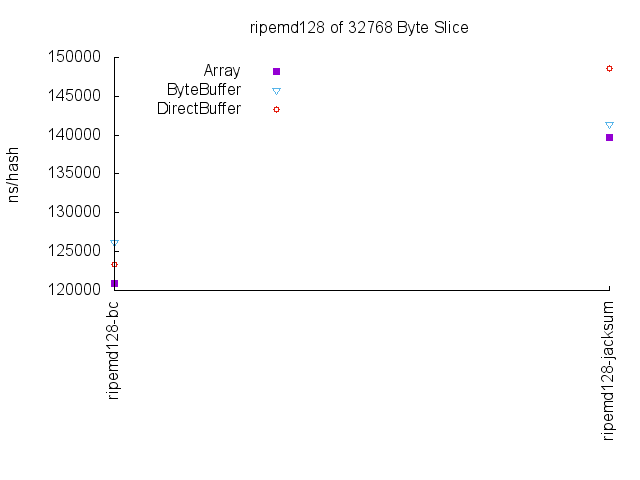 ripemd128 of 32768 Byte Slice
150000
145000
140000
135000
130000
125000
120000
ns/hash
Array
ByteBuffer
DirectBuffer
ripemd128-bc
ripemd128-jacksum